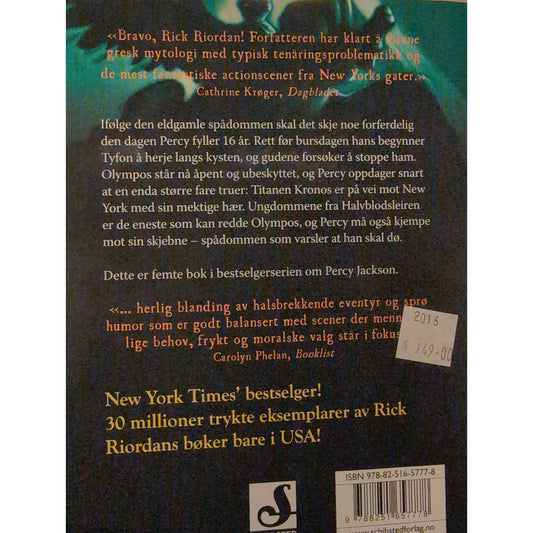 «Bravo, Rick Riordan! Forfatteren har klart å forene
gresk mytologi med typisk tenåringsproblematikk og
de mest fantastiske actionscener fra New Yorks gater.»
Cathrine Krøger, Dagbladet
Ifølge den eldgamle spådommen skal det skje noe forferdelig
den dagen Percy fyller 16 år. Rett før bursdagen hans begynner
Tyfon å herje langs kysten, og gudene forsøker å stoppe ham.
Olympos står nå åpent og ubeskyttet, og Percy oppdager snart
at en enda større fare truer: Titanen Kronos er på vei mot New
York med sin mektige hær. Ungdommene fra Halvblodsleiren
er de eneste som kan redde Olympos, og Percy må også kjempe
mot sin skjebne – spådommen som varsler at han skal dø.
Dette er femte bok i bestselgerserien om Percy Jackson.
«... herlig blanding av halsbrekkende eventyr og sprø
humor som er godt balansert med scener der menn
lige behov, frykt og moralske valg står i fokus
Carolyn Phelan, Booklist
2016
149.00
New York Times' bestselger!
30 millioner trykte eksemplarer av Rick
Riordans bøker bare i USA!
ISBN 978-82-516-5777-8
9 788251 657778